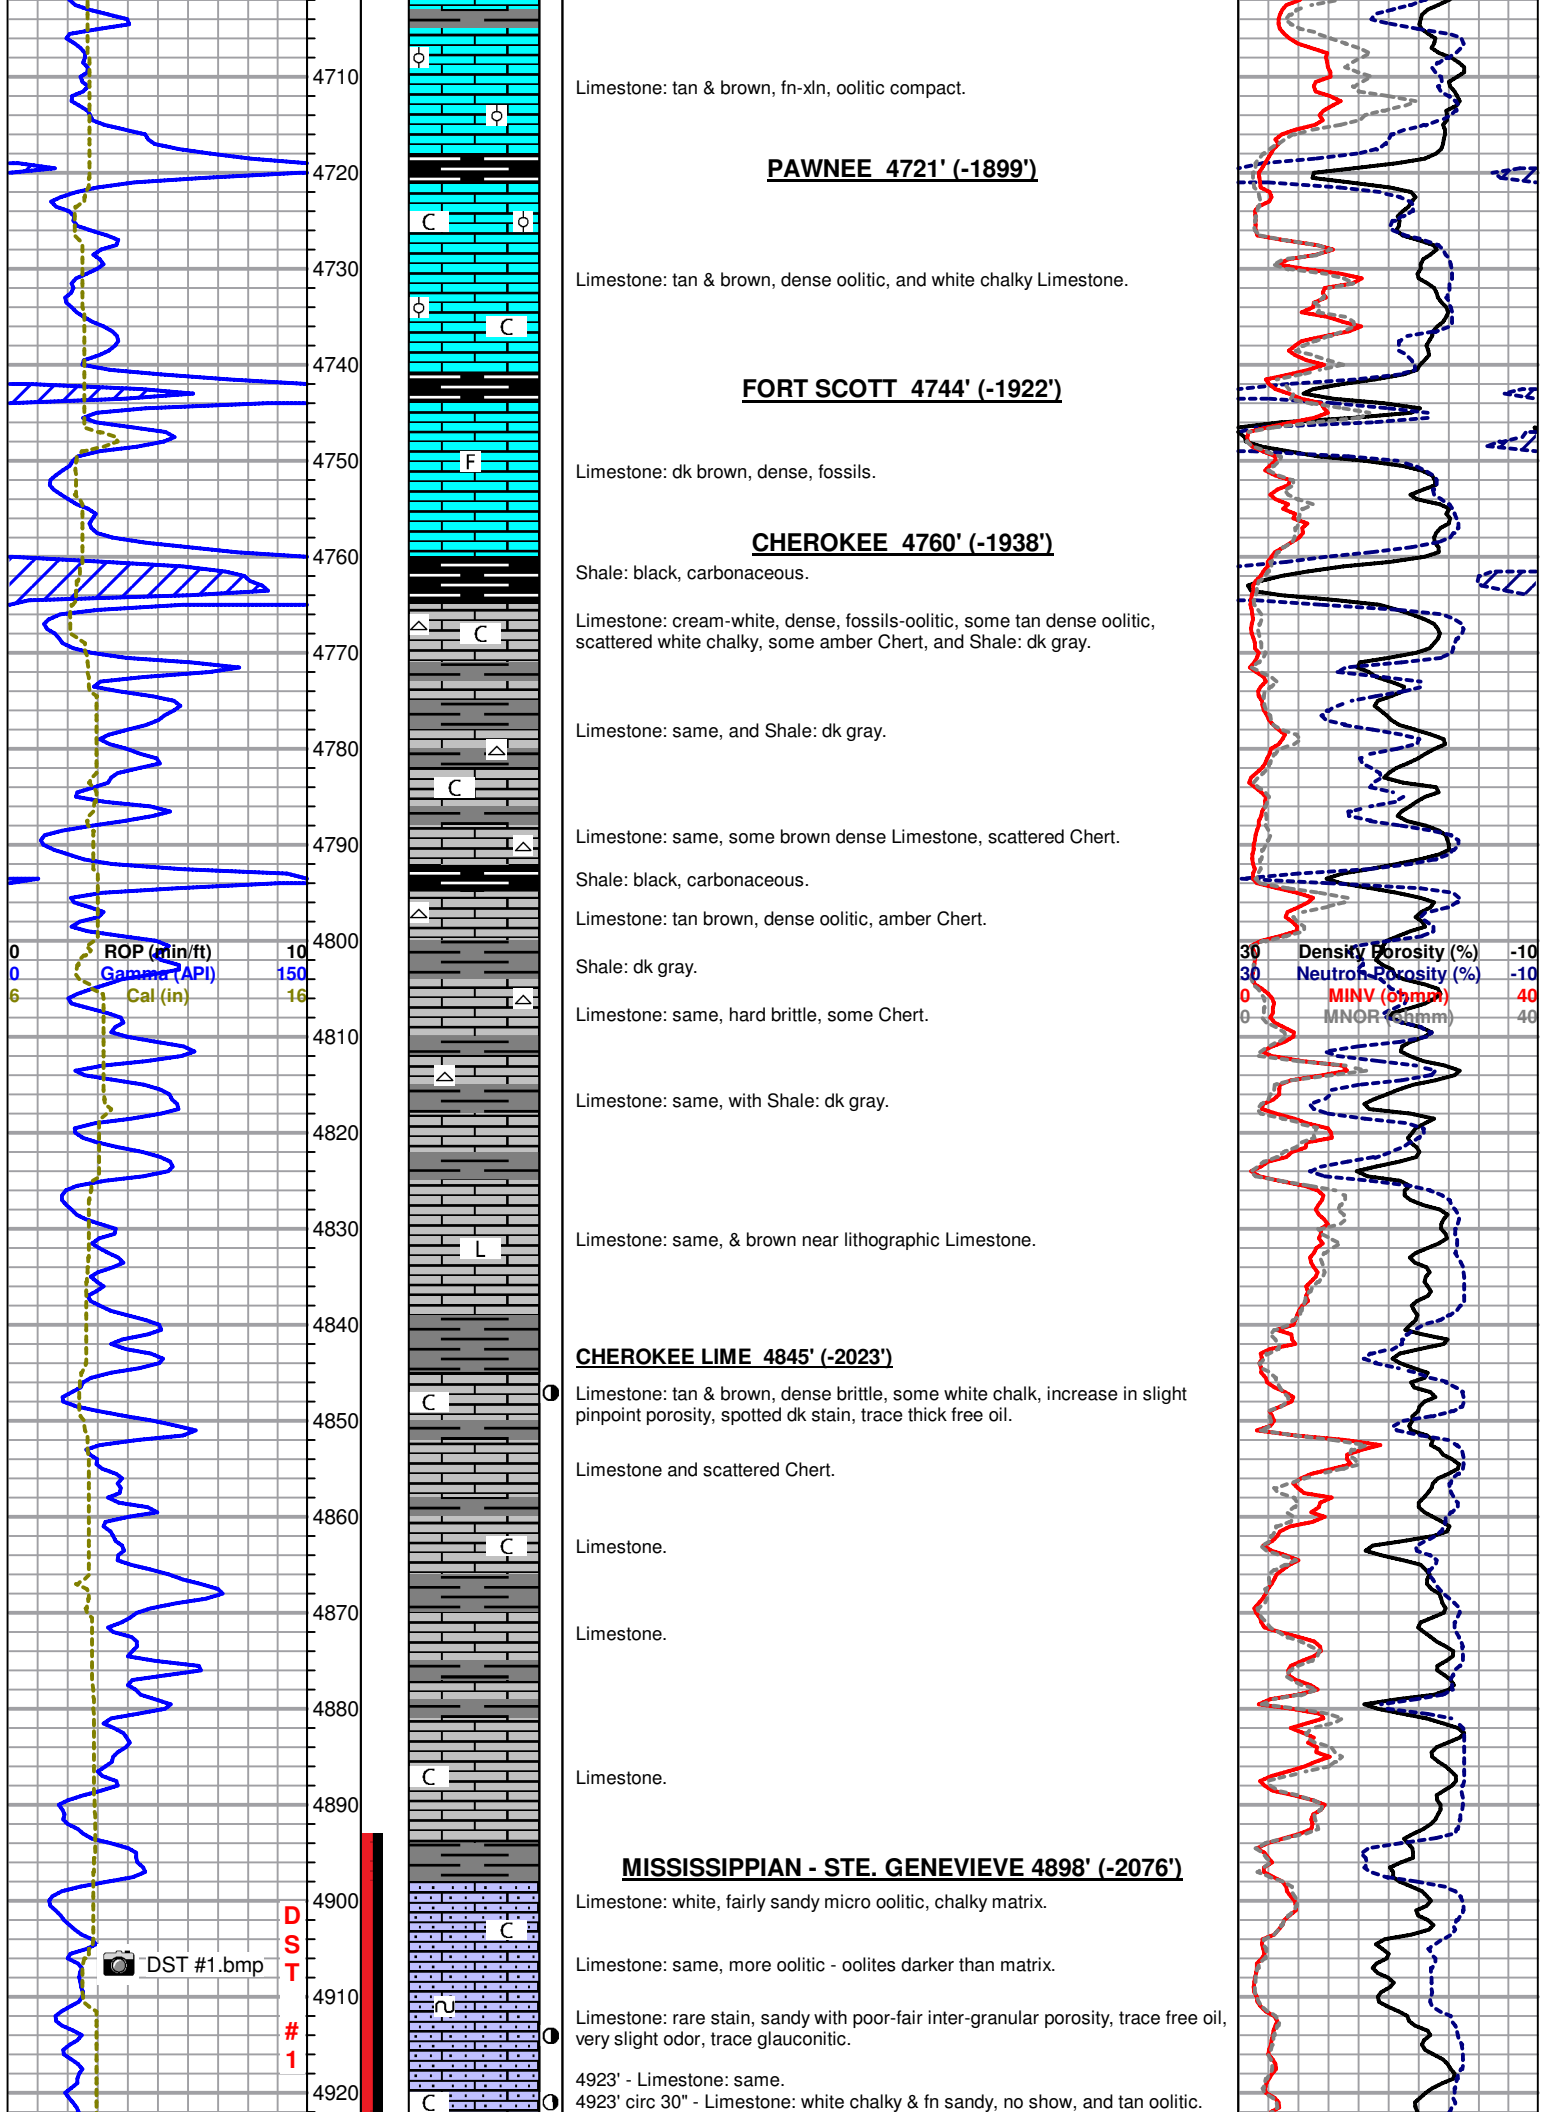 4710
Limestone: tan & brown, fn-xln, oolitic compact.
PAWNEE 4721' (-1899')
4720
C
4730
Limestone: tan & brown, dense oolitic, and white chalky Limestone.
C
4740
FORT SCOTT 4744' (-1922')
4750
F
Limestone: dk brown, dense, fossils.
CHEROKEE 4760' (-1938')
4760
Shale: black, carbonaceous.
Limestone: cream-white, dense, fossils-oolitic, some tan dense oolitic,
C
scattered white chalky, some amber Chert, and Shale: dk gray.
4770
Limestone: same, and Shale: dk gray.
4780
C
Limestone: same, some brown dense Limestone, scattered Chert.
4790
Shale: black, carbonaceous.
Limestone: tan brown, dense oolitic, amber Chert.
4800
0 ROP (min/ft) 10
30 Density Porosity (%) -10
Shale: dk gray.
0 Gamma (API) 150
30 Neutron Porosity (%) -10
6 Cal (in) 16
0 MINV (ohmm) 40
Limestone: same, hard brittle, some Chert.
0 MNOR (ohmm) 40
4810
Limestone: same, with Shale: dk gray.
4820
4830
L
Limestone: same, & brown near lithographic Limestone.
4840
CHEROKEE LIME 4845' (-2023')
Limestone: tan & brown, dense brittle, some white chalk, increase in slight
C
pinpoint porosity, spotted dk stain, trace thick free oil.
4850
Limestone and scattered Chert.
4860
C
Limestone.
4870
Limestone.
4880
C
Limestone.
4890
MISSISSIPPIAN - STE. GENEVIEVE 4898' (-2076')
4900
Limestone: white, fairly sandy micro oolitic, chalky matrix.
C
DST #1
DST #1.bmp
Limestone: same, more oolitic - oolites darker than matrix.
4910
Limestone: rare stain, sandy with poor-fair inter-granular porosity, trace free oil,
very slight odor, trace glauconitic.
4923' - Limestone: same.
4920
C
4923' circ 30" - Limestone: white chalky & fn sandy, no show, and tan oolitic.